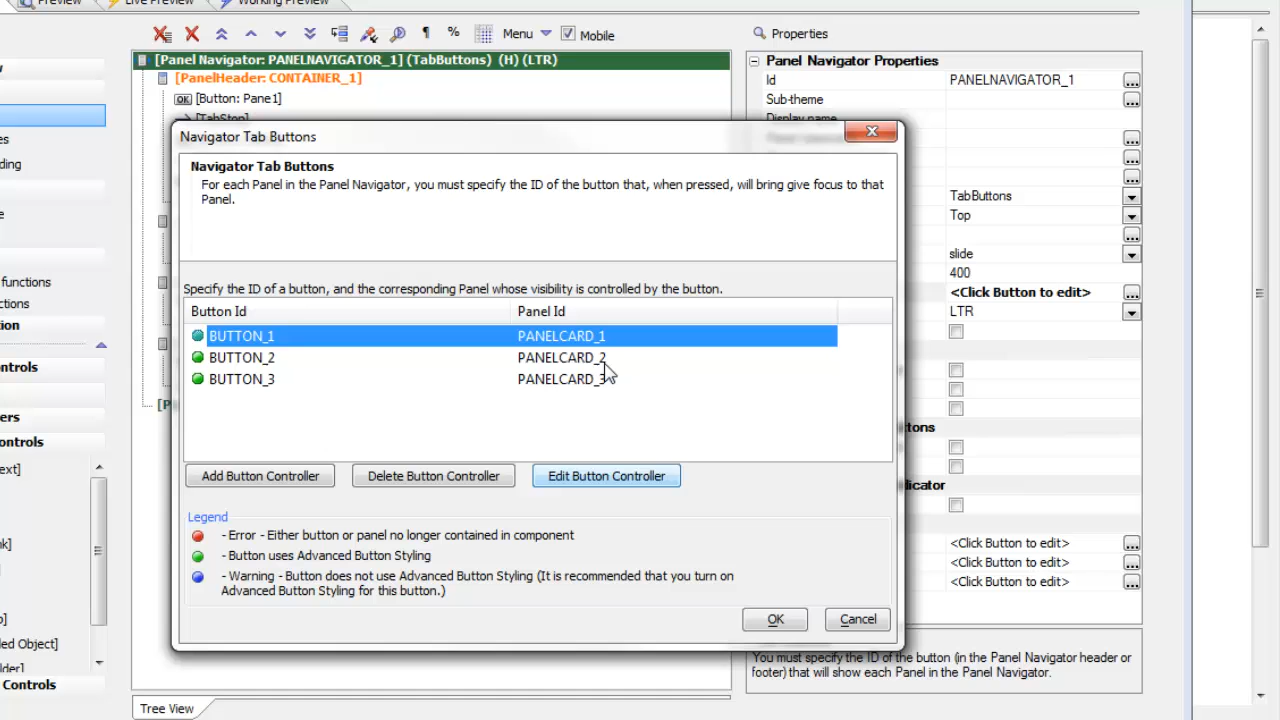 Preview
Live Preview
Working Preview
Menu
Mobile
Properties
[Panel Navigator: PANELNAVIGATOR_1] (TabButtons) (H) (LTR)
[PanelHeader: CONTAINER_1]
OK [Button: Pane1]
[TabStop]
Panel Navigator Properties
Id PANELNAVIGATOR_1
Sub-theme
Display name
TabButtons
Top
slide
400
<Click Button to edit>
LTR
<Click Button to edit>
<Click Button to edit>
<Click Button to edit>
Navigator Tab Buttons
Navigator Tab Buttons
For each Panel in the Panel Navigator, you must specify the ID of the button that, when pressed, will bring give focus to that
Panel.
Specify the ID of a button, and the corresponding Panel whose visibility is controlled by the button.
Button Id Panel Id
BUTTON_1 PANELCARD_1
BUTTON_2 PANELCARD_2
BUTTON_3 PANELCARD_3
Add Button Controller Delete Button Controller Edit Button Controller
Legend
- Error - Either button or panel no longer contained in component
- Button uses Advanced Button Styling
- Warning - Button does not use Advanced Button Styling (It is recommended that you turn on
Advanced Button Styling for this button.)
OK Cancel
You must specify the ID of the button (in the Panel Navigator header or
footer) that will show each Panel in the Panel Navigator.
Tree View
functions
Controls